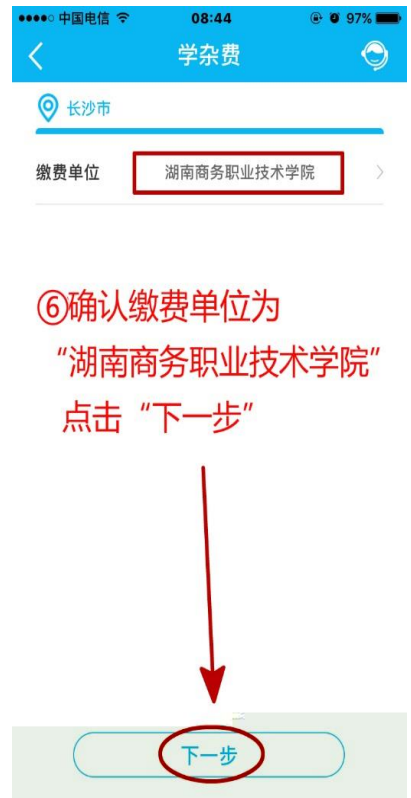 中国电信 08:44 97%
学杂费
长沙市
缴费单位 湖南商务职业技术学院
⑥确认缴费单位为
“湖南商务职业技术学院”
点击“下一步”
下一步